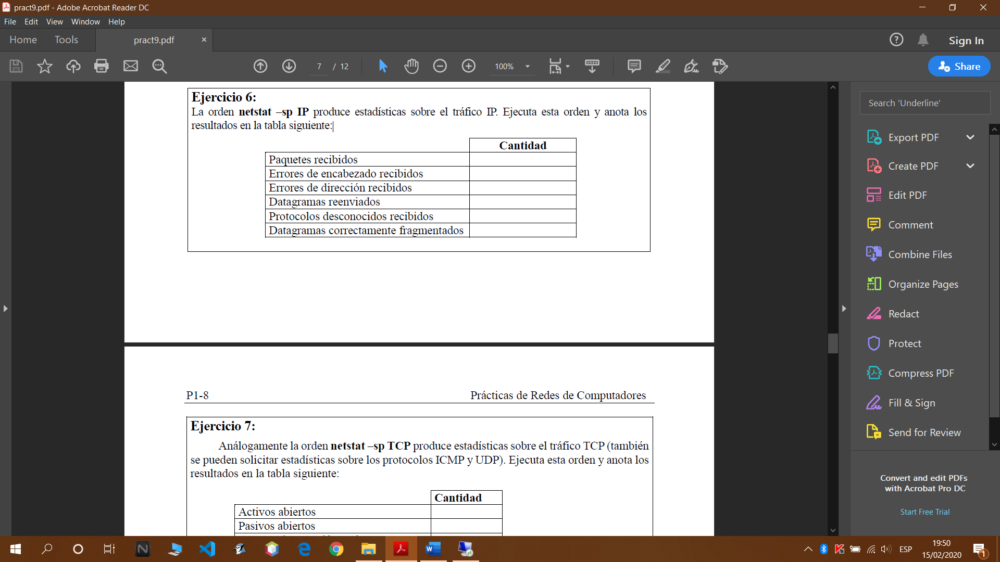 pract9.pdf - Adobe Acrobat Reader DC
File Edit View Window Help
Home Tools pract9.pdf × Sign In
7 / 12 100% Share
Ejercicio 6:
La orden netstat –sp IP produce estadísticas sobre el tráfico IP. Ejecuta esta orden y anota los
resultados en la tabla siguiente:
Cantidad
Paquetes recibidos
Errores de encabezado recibidos
Errores de dirección recibidos
Datagramas reenviados
Protocolos desconocidos recibidos
Datagramas correctamente fragmentados
P1-8 Prácticas de Redes de Computadores
Ejercicio 7:
Análogamente la orden netstat –sp TCP produce estadísticas sobre el tráfico TCP (también
se pueden solicitar estadísticas sobre los protocolos ICMP y UDP). Ejecuta esta orden y anota los
resultados en la tabla siguiente:
Cantidad
Activos abiertos
Pasivos abiertos
Search 'Underline'
Export PDF
Create PDF
Edit PDF
Comment
Combine Files
Organize Pages
Redact
Protect
Compress PDF
Fill & Sign
Send for Review
Convert and edit PDFs
with Acrobat Pro DC
Start Free Trial
ESP
19:50
15/02/2020
1